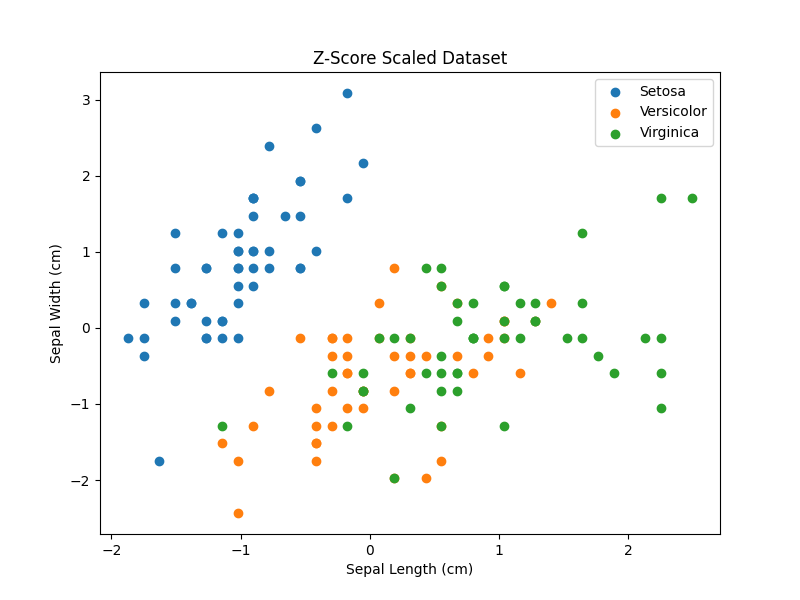 Z-Score Scaled Dataset
Setosa
Versicolor
Virginica
3
2
1
0
−1
−2
Sepal Width (cm)
−2
−1
0
1
2
Sepal Length (cm)